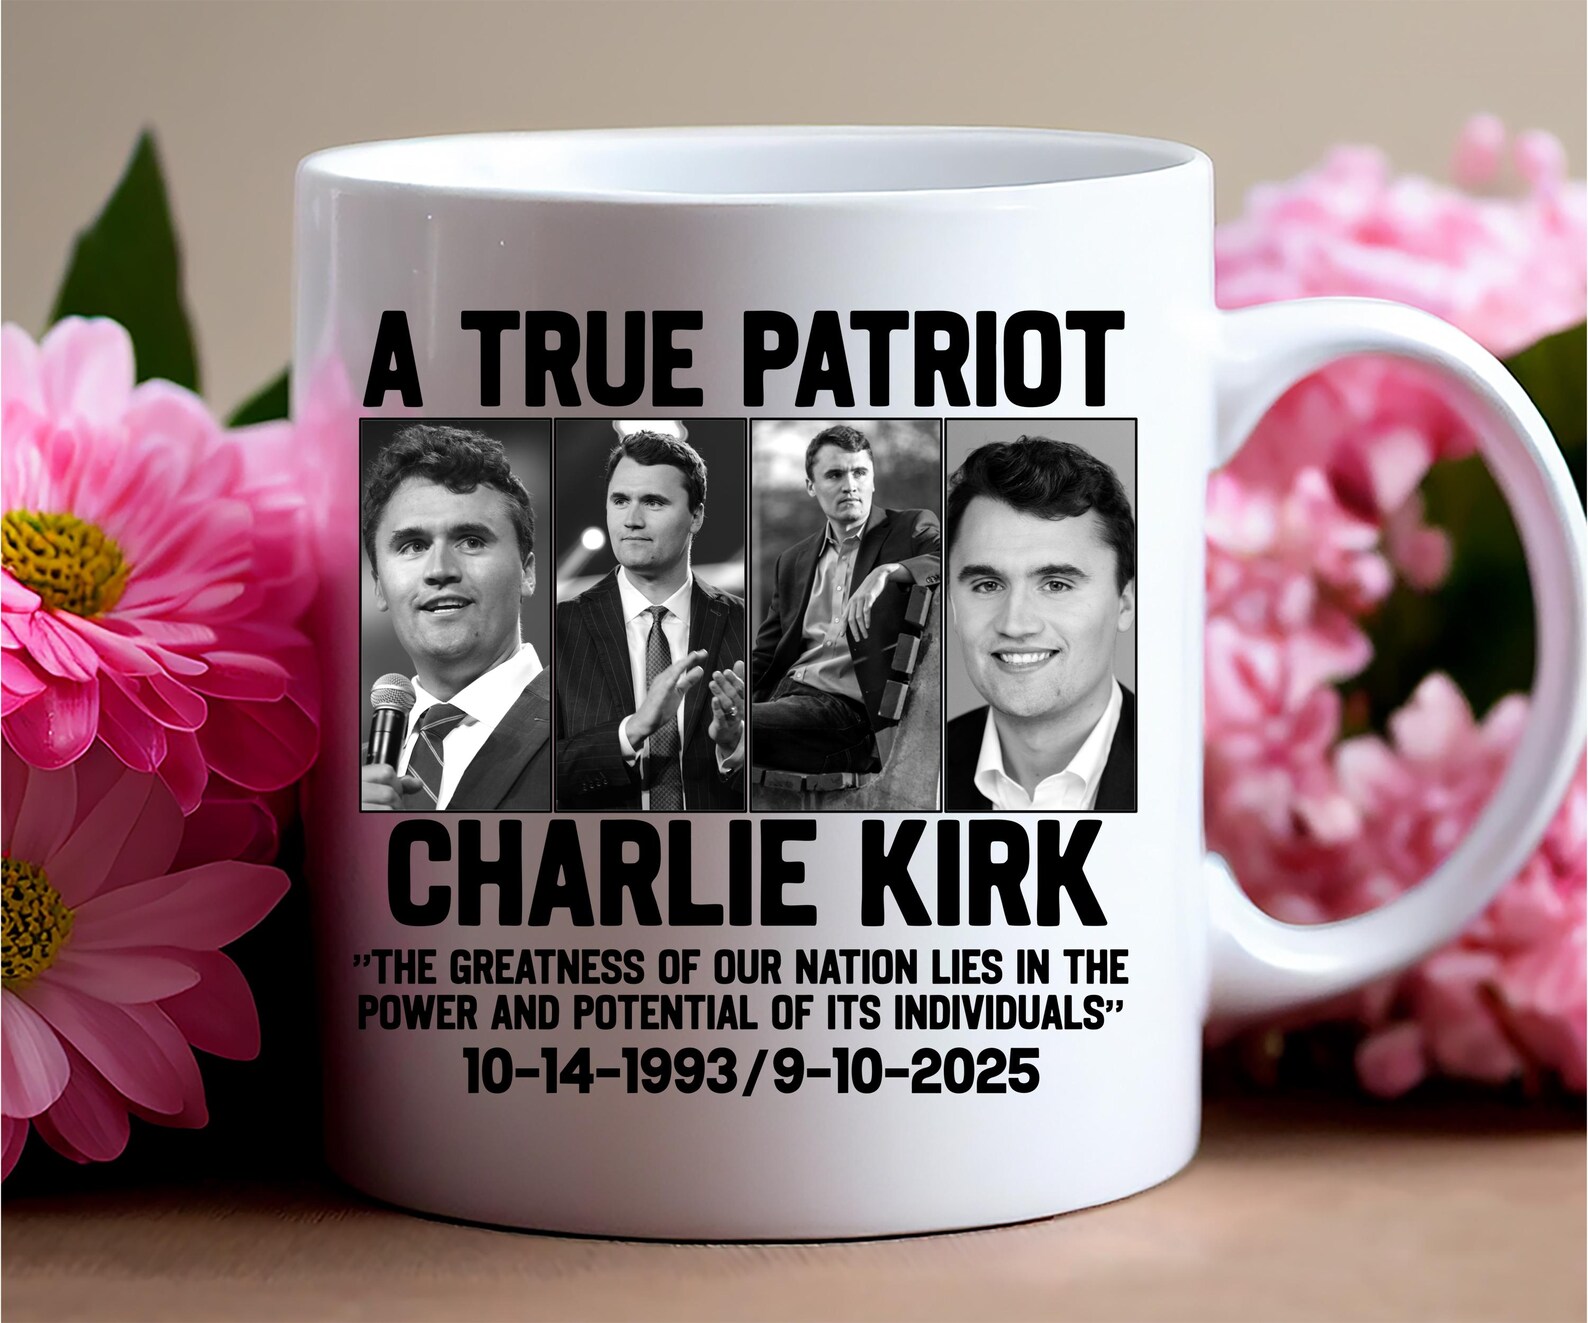 A TRUE PATRIOT
CHARLIE KIRK
”THE GREATNESS OF OUR NATION LIES IN THE
POWER AND POTENTIAL OF ITS INDIVIDUALS”
10-14-1993/9-10-2025